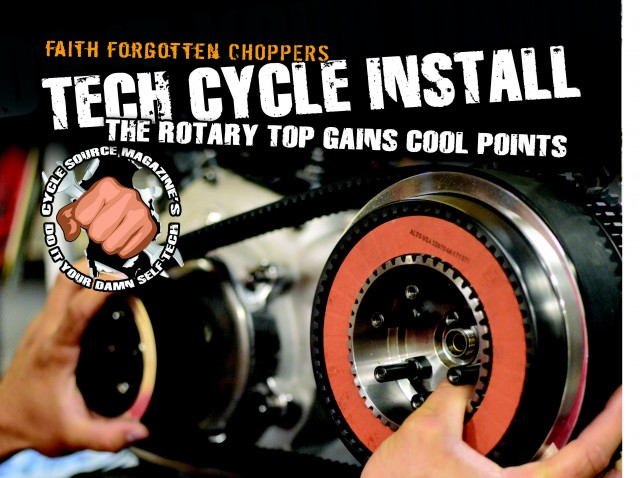 FAITH FORGOTTEN CHOPPERS
TECH CYCLE INSTALL
THE ROTARY TOP GAINS COOL POINTS
CYCLE SOURCE MAGAZINE'S
DO IT YOUR DAMN SELF TECH